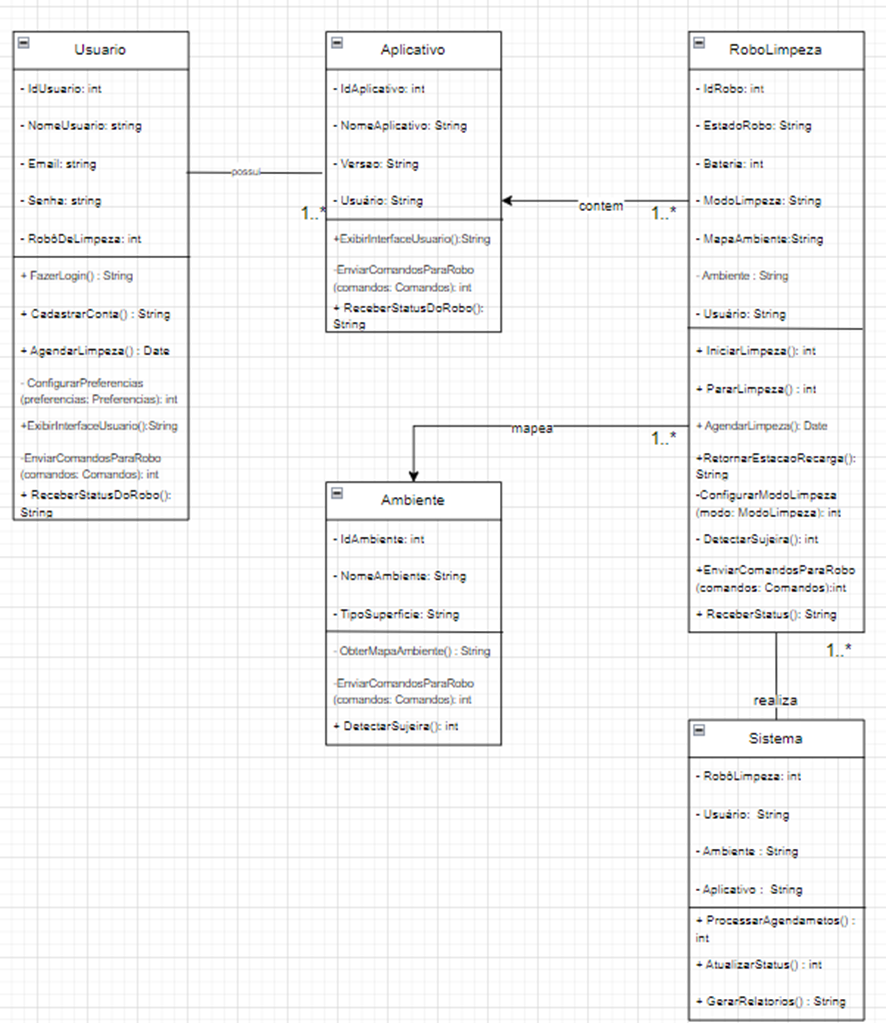 Usuario
- IdUsuario: int
- NomeUsuario: string
- Email: string
- Senha: string
- RobôDeLimpeza: int
+ FazerLogin() : String
+ CadastrarConta() : String
+ AgendarLimpeza() : Date
- ConfigurarPreferencias
(preferencias: Preferencias): int
+ExibirInterfaceUsuario():String
-EnviarComandosParaRobo
(comandos: Comandos): int
+ ReceberStatusDoRobo():
String
possui
1..*
Aplicativo
- IdAplicativo: int
- NomeAplicativo: String
- Versao: String
- Usuário: String
+ExibirInterfaceUsuario():String
-EnviarComandosParaRobo
(comandos: Comandos): int
+ ReceberStatusDoRobo():
String
contem
1..*
RoboLimpeza
- IdRobo: int
- EstadoRobo: String
- Bateria: int
- ModoLimpeza: String
- MapaAmbiente:String
- Ambiente : String
- Usuário: String
+ IniciarLimpeza(): int
+ PararLimpeza() : int
+ AgendarLimpeza(): Date
+RetornarEstacaoRecarga():
String
-ConfigurarModoLimpeza
(modo: ModoLimpeza): int
- DetectarSujeira(): int
+EnviarComandosParaRobo
(comandos: Comandos):int
+ ReceberStatus(): String
mapea
1..*
Ambiente
- IdAmbiente: int
- NomeAmbiente: String
- TipoSuperficie: String
- ObterMapaAmbiente() : String
-EnviarComandosParaRobo
(comandos: Comandos): int
+ DetectarSujeira(): int
1..*
realiza
Sistema
- RobôLimpeza: int
- Usuário: String
- Ambiente : String
- Aplicativo : String
+ ProcessarAgendametos() :
int
+ AtualizarStatus() : int
+ GerarRelatorios() : String